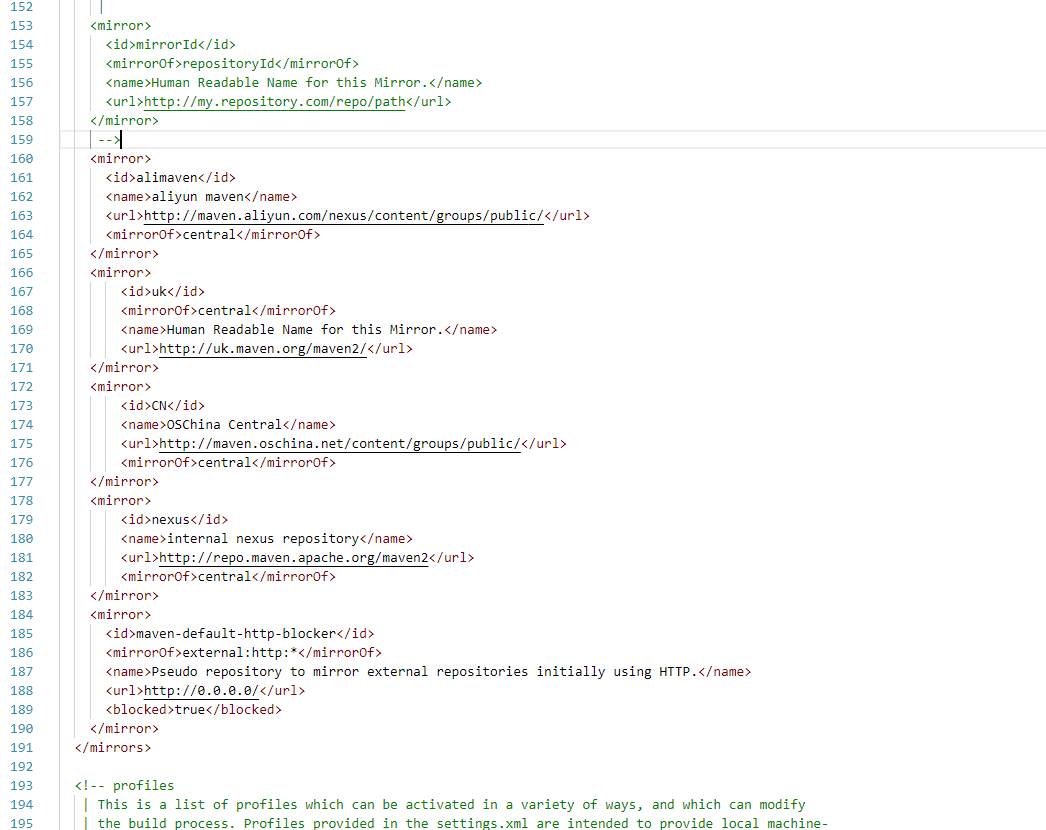 152 |
153 <mirror>
154 <id>mirrorId</id>
155 <mirrorOf>repositoryId</mirrorOf>
156 <name>Human Readable Name for this Mirror.</name>
157 <url>http://my.repository.com/repo/path</url>
158 </mirror>
159 -->
160 <mirror>
161 <id>alimaven</id>
162 <name>aliyun maven</name>
163 <url>http://maven.aliyun.com/nexus/content/groups/public/</url>
164 <mirrorOf>central</mirrorOf>
165 </mirror>
166 <mirror>
167 <id>uk</id>
168 <mirrorOf>central</mirrorOf>
169 <name>Human Readable Name for this Mirror.</name>
170 <url>http://uk.maven.org/maven2/</url>
171 </mirror>
172 <mirror>
173 <id>CN</id>
174 <name>OSChina Central</name>
175 <url>http://maven.oschina.net/content/groups/public/</url>
176 <mirrorOf>central</mirrorOf>
177 </mirror>
178 <mirror>
179 <id>nexus</id>
180 <name>internal nexus repository</name>
181 <url>http://repo.maven.apache.org/maven2</url>
182 <mirrorOf>central</mirrorOf>
183 </mirror>
184 <mirror>
185 <id>maven-default-http-blocker</id>
186 <mirrorOf>external:http:*</mirrorOf>
187 <name>Pseudo repository to mirror external repositories initially using HTTP.</name>
188 <url>http://0.0.0.0/</url>
189 <blocked>true</blocked>
190 </mirror>
191 </mirrors>
192
193 <!-- profiles
194 | This is a list of profiles which can be activated in a variety of ways, and which can modify
195 | the build process. Profiles provided in the settings.xml are intended to provide local machine-